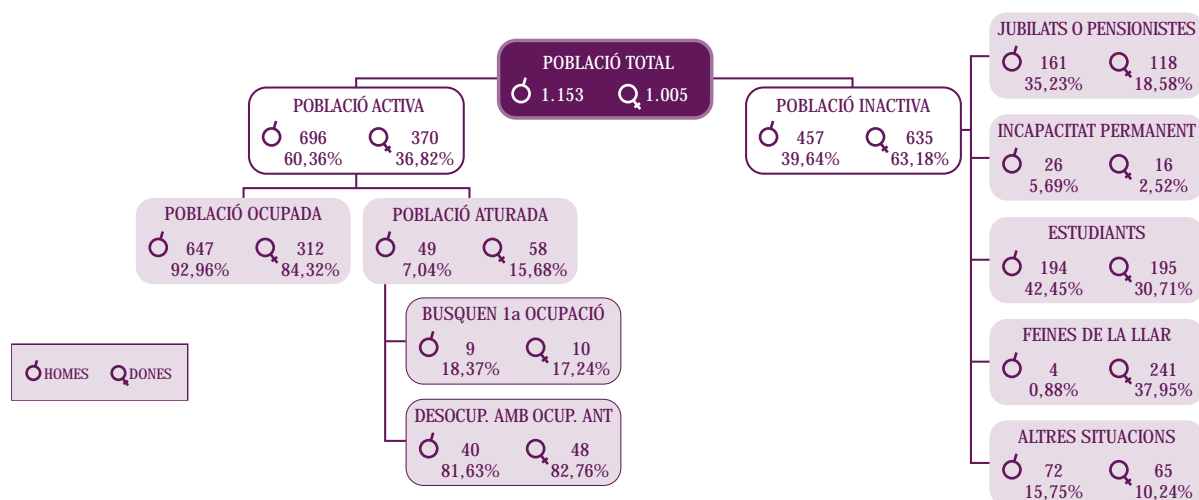 POBLACIÓ TOTAL
1.153 1.005
POBLACIÓ ACTIVA
696 370
60,36% 36,82%
POBLACIÓ OCUPADA
647 312
92,96% 84,32%
POBLACIÓ ATURADA
49 58
7,04% 15,68%
BUSQUEN 1a OCUPACIÓ
9 10
18,37% 17,24%
DESOCUP. AMB OCUP. ANT
40 48
81,63% 82,76%
POBLACIÓ INACTIVA
457 635
39,64% 63,18%
JUBILATS O PENSIONISTES
161 118
35,23% 18,58%
INCAPACITAT PERMANENT
26 16
5,69% 2,52%
ESTUDIANTS
194 195
42,45% 30,71%
FEINES DE LA LLAR
4 241
0,88% 37,95%
ALTRES SITUACIONS
72 65
15,75% 10,24%
HOMES DONES